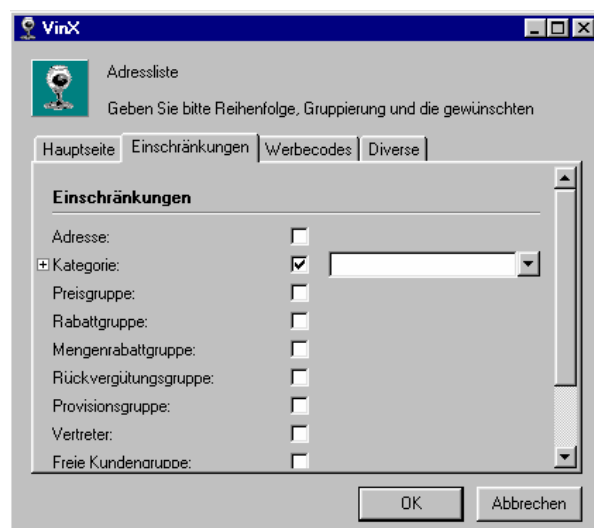 VinX
Adressliste
Geben Sie bitte Reihenfolge, Gruppierung und die gewünschten
Hauptseite Einschränkungen Werbecodes Diverse
Einschränkungen
Adresse:
Kategorie:
Preisgruppe:
Rabattgruppe:
Mengenrabattgruppe:
Rückvergütungsgruppe:
Provisionsgruppe:
Vertreter:
Freie Kundengruppe:
OK Abbrechen